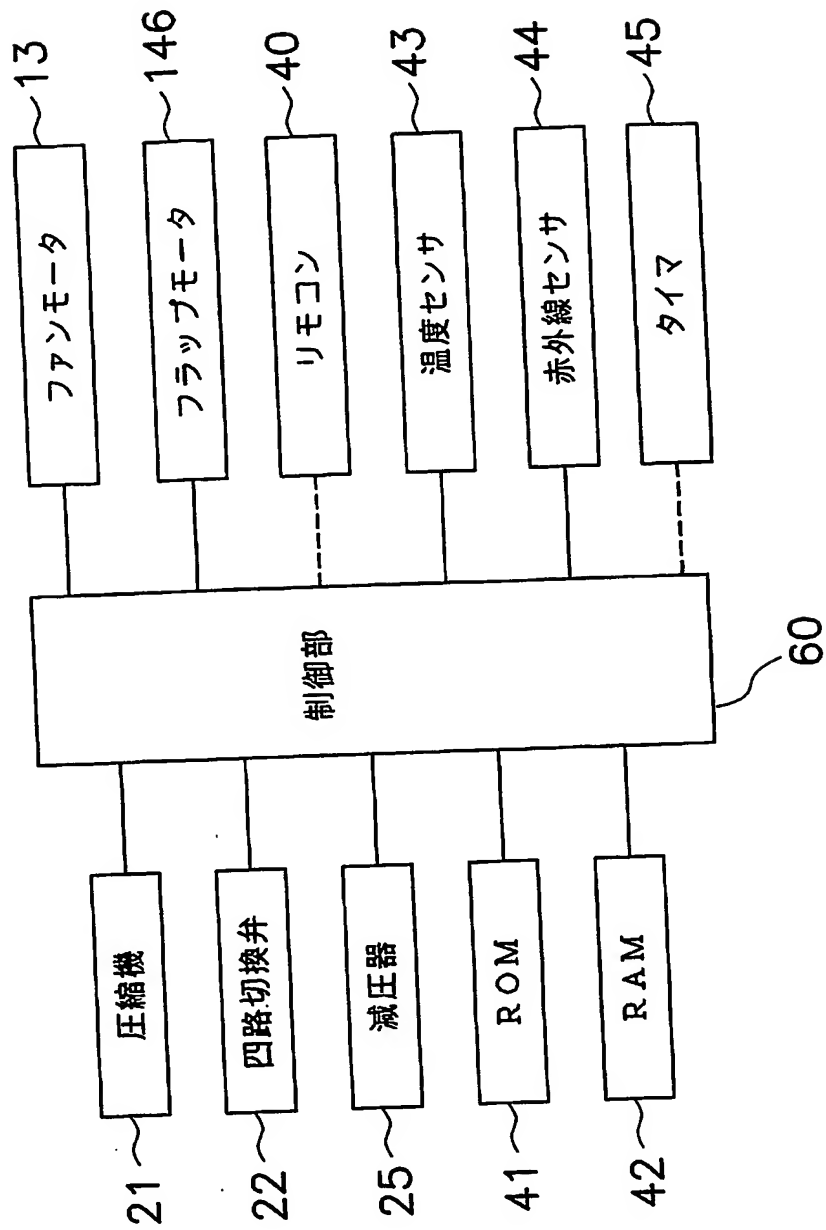 13
ファンモータ
146
フラップモータ
40
リモコン
43
温度センサ
44
赤外線センサ
45
タイマ
制御部
60
圧縮機
21
四路切換弁
22
減圧器
25
ROM
41
RAM
42